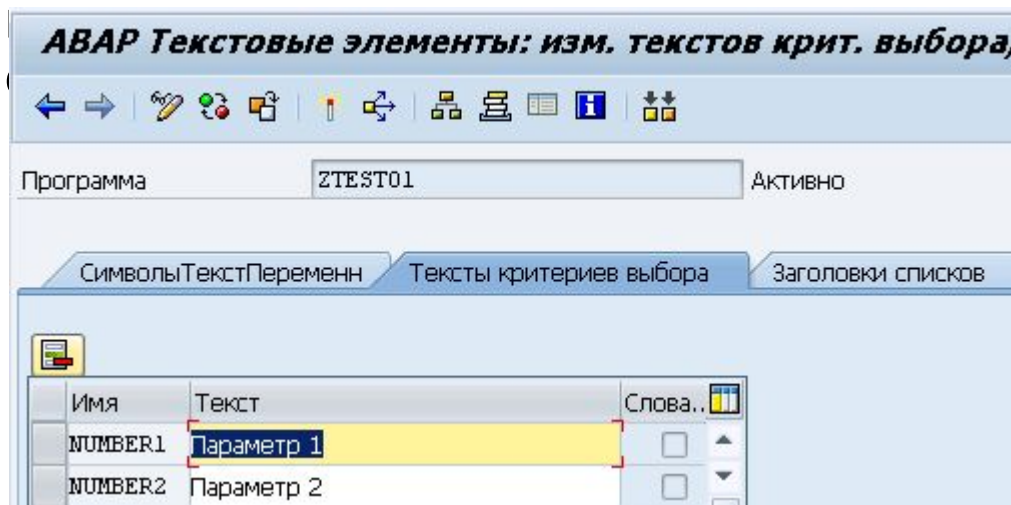 ABAP Текстовые элементы: изм. текстов крит. выбора,
Программа ZTEST01 Активно
СимволыТекстПеременн Тексты критериев выбора Заголовки списков
Имя Текст Слова..
NUMBER1 Параметр 1
NUMBER2 Параметр 2